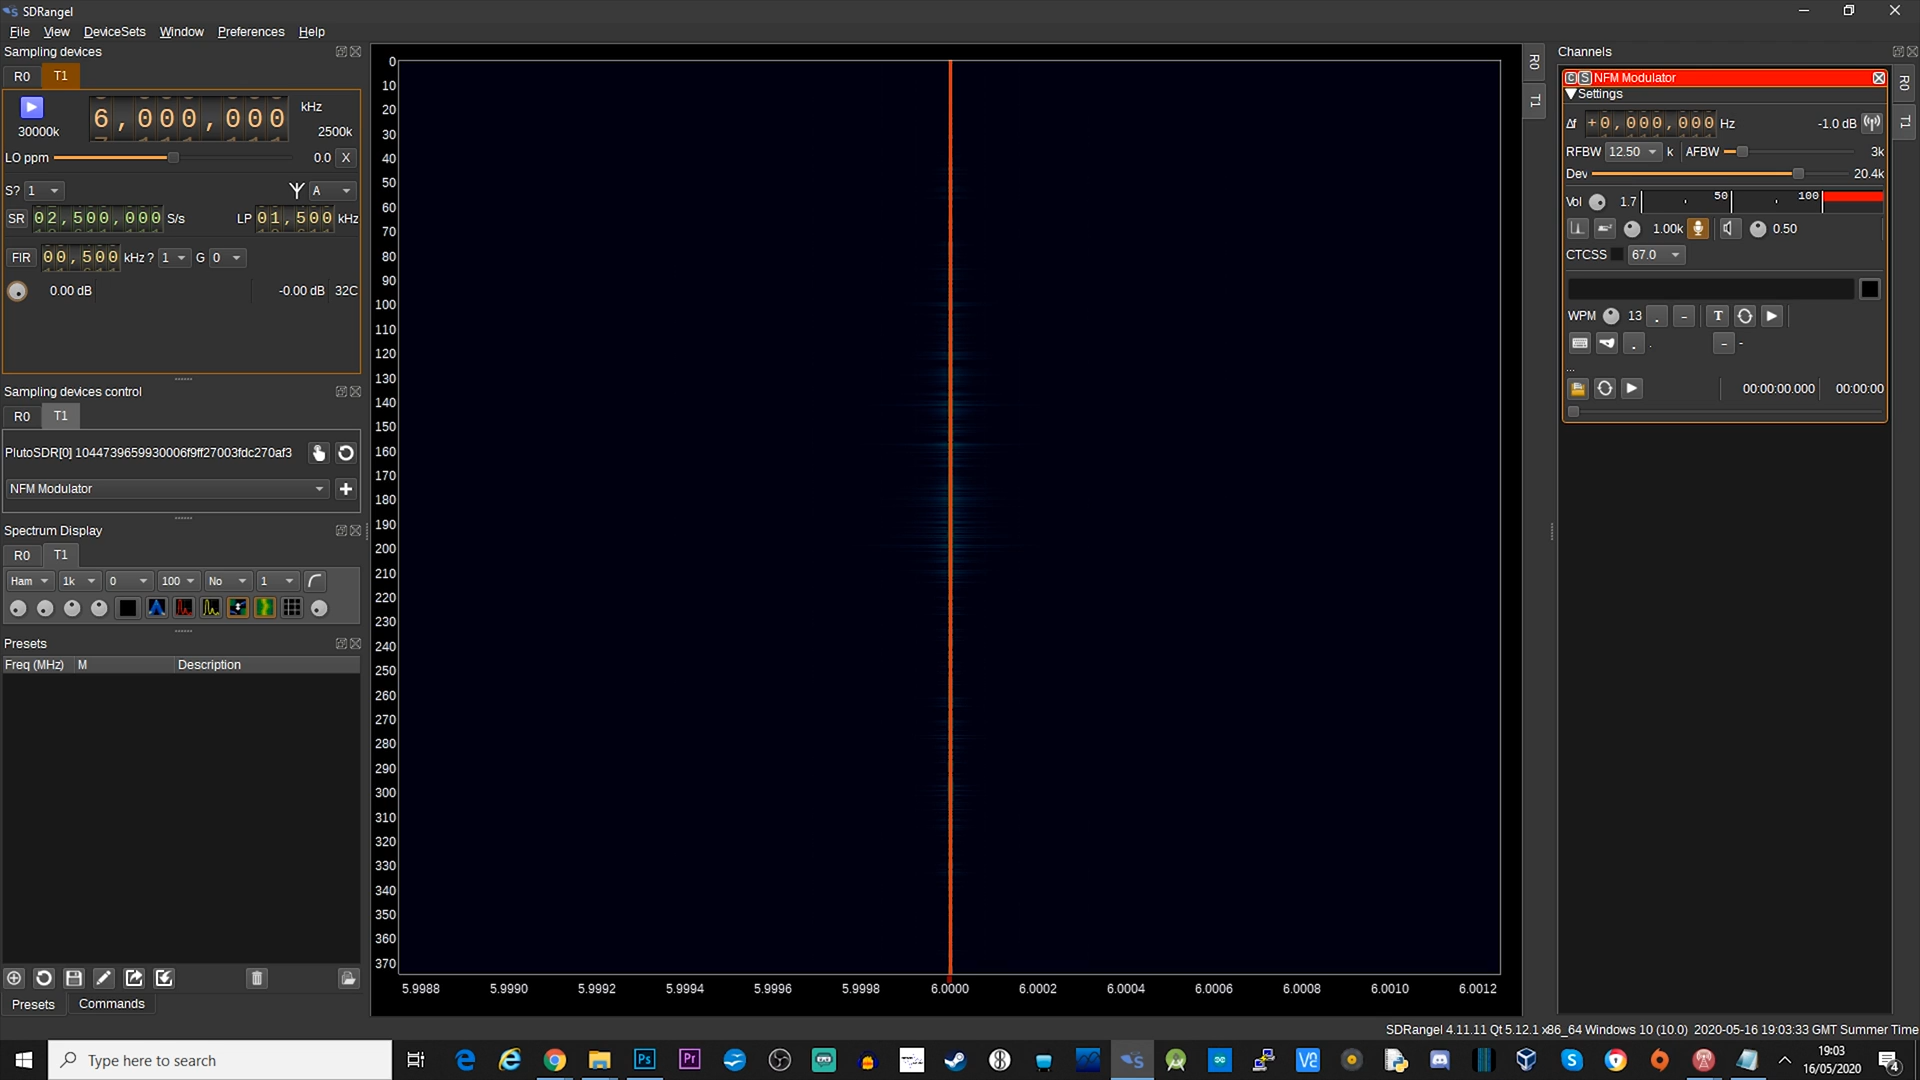 SDRangel
File View DeviceSets Window Preferences Help
Sampling devices
R0 T1
6,000,000 kHz
30000k 2500k
LO ppm 0.0 X
S? 1 A
SR 02,500,000 S/s LP 01,500 kHz
FIR 00,500 kHz ? 1 G 0
0.00 dB -0.00 dB 32C
Sampling devices control
R0 T1
PlutoSDR[0] 1044739659930006f9ff27003fdc270af3
NFM Modulator
Spectrum Display
R0 T1
Ham 1k 0 100 No 1
Presets
Freq (MHz) M Description
Presets Commands
0
10
20
30
40
50
60
70
80
90
100
110
120
130
140
150
160
170
180
190
200
210
220
230
240
250
260
270
280
290
300
310
320
330
340
350
360
370
5.9988 5.9990 5.9992 5.9994 5.9996 5.9998 6.0000 6.0002 6.0004 6.0006 6.0008 6.0010 6.0012
R0
T1
Channels
C S NFM Modulator
Settings
Δf +0,000,000 Hz -1.0 dB
RFBW 12.50 k AFBW 3k
Dev 20.4k
Vol 1.7 50 100
1.00k 0.50
CTCSS 67.0
WPM 13 . – T
. . – -
...
00:00:00.000 00:00:00
R0
T1
SDRangel 4.11.11 Qt 5.12.1 x86_64 Windows 10 (10.0) 2020-05-16 19:03:33 GMT Summer Time
Type here to search
Ps Pr
19:03
16/05/2020
4